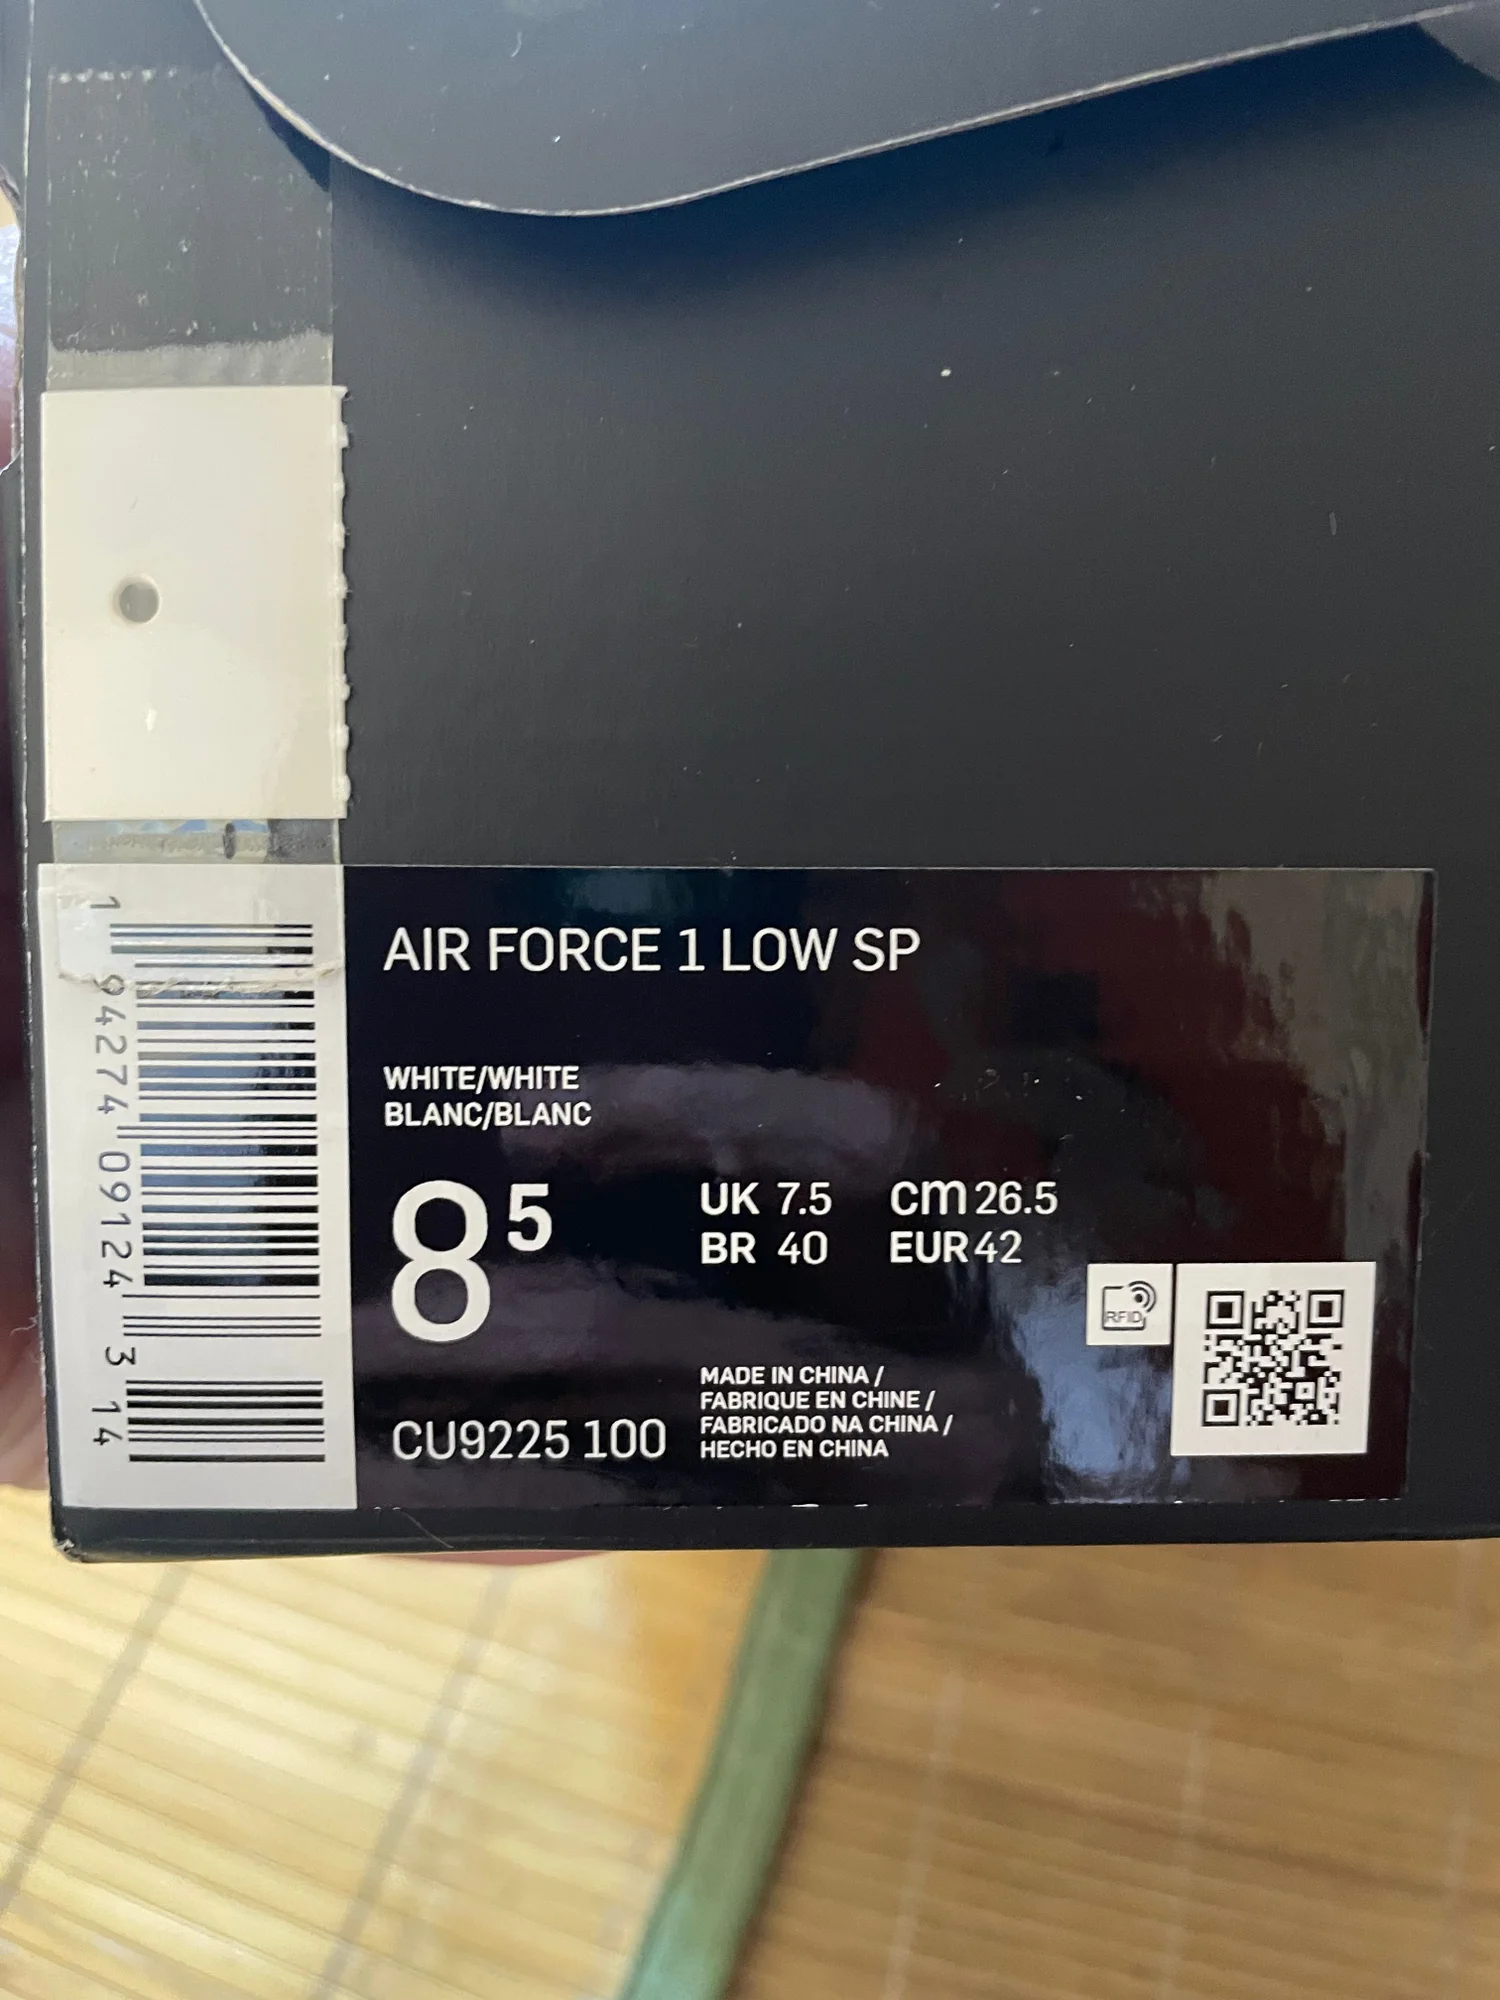 AIR FORCE 1 LOW SP
WHITE/WHITE
BLANC/BLANC
8 5
UK 7.5 cm 26.5
BR 40 EUR 42
RFID
MADE IN CHINA /
FABRIQUE EN CHINE /
FABRICADO NA CHINA /
HECHO EN CHINA
CU9225 100
1 94274 09124 3 14